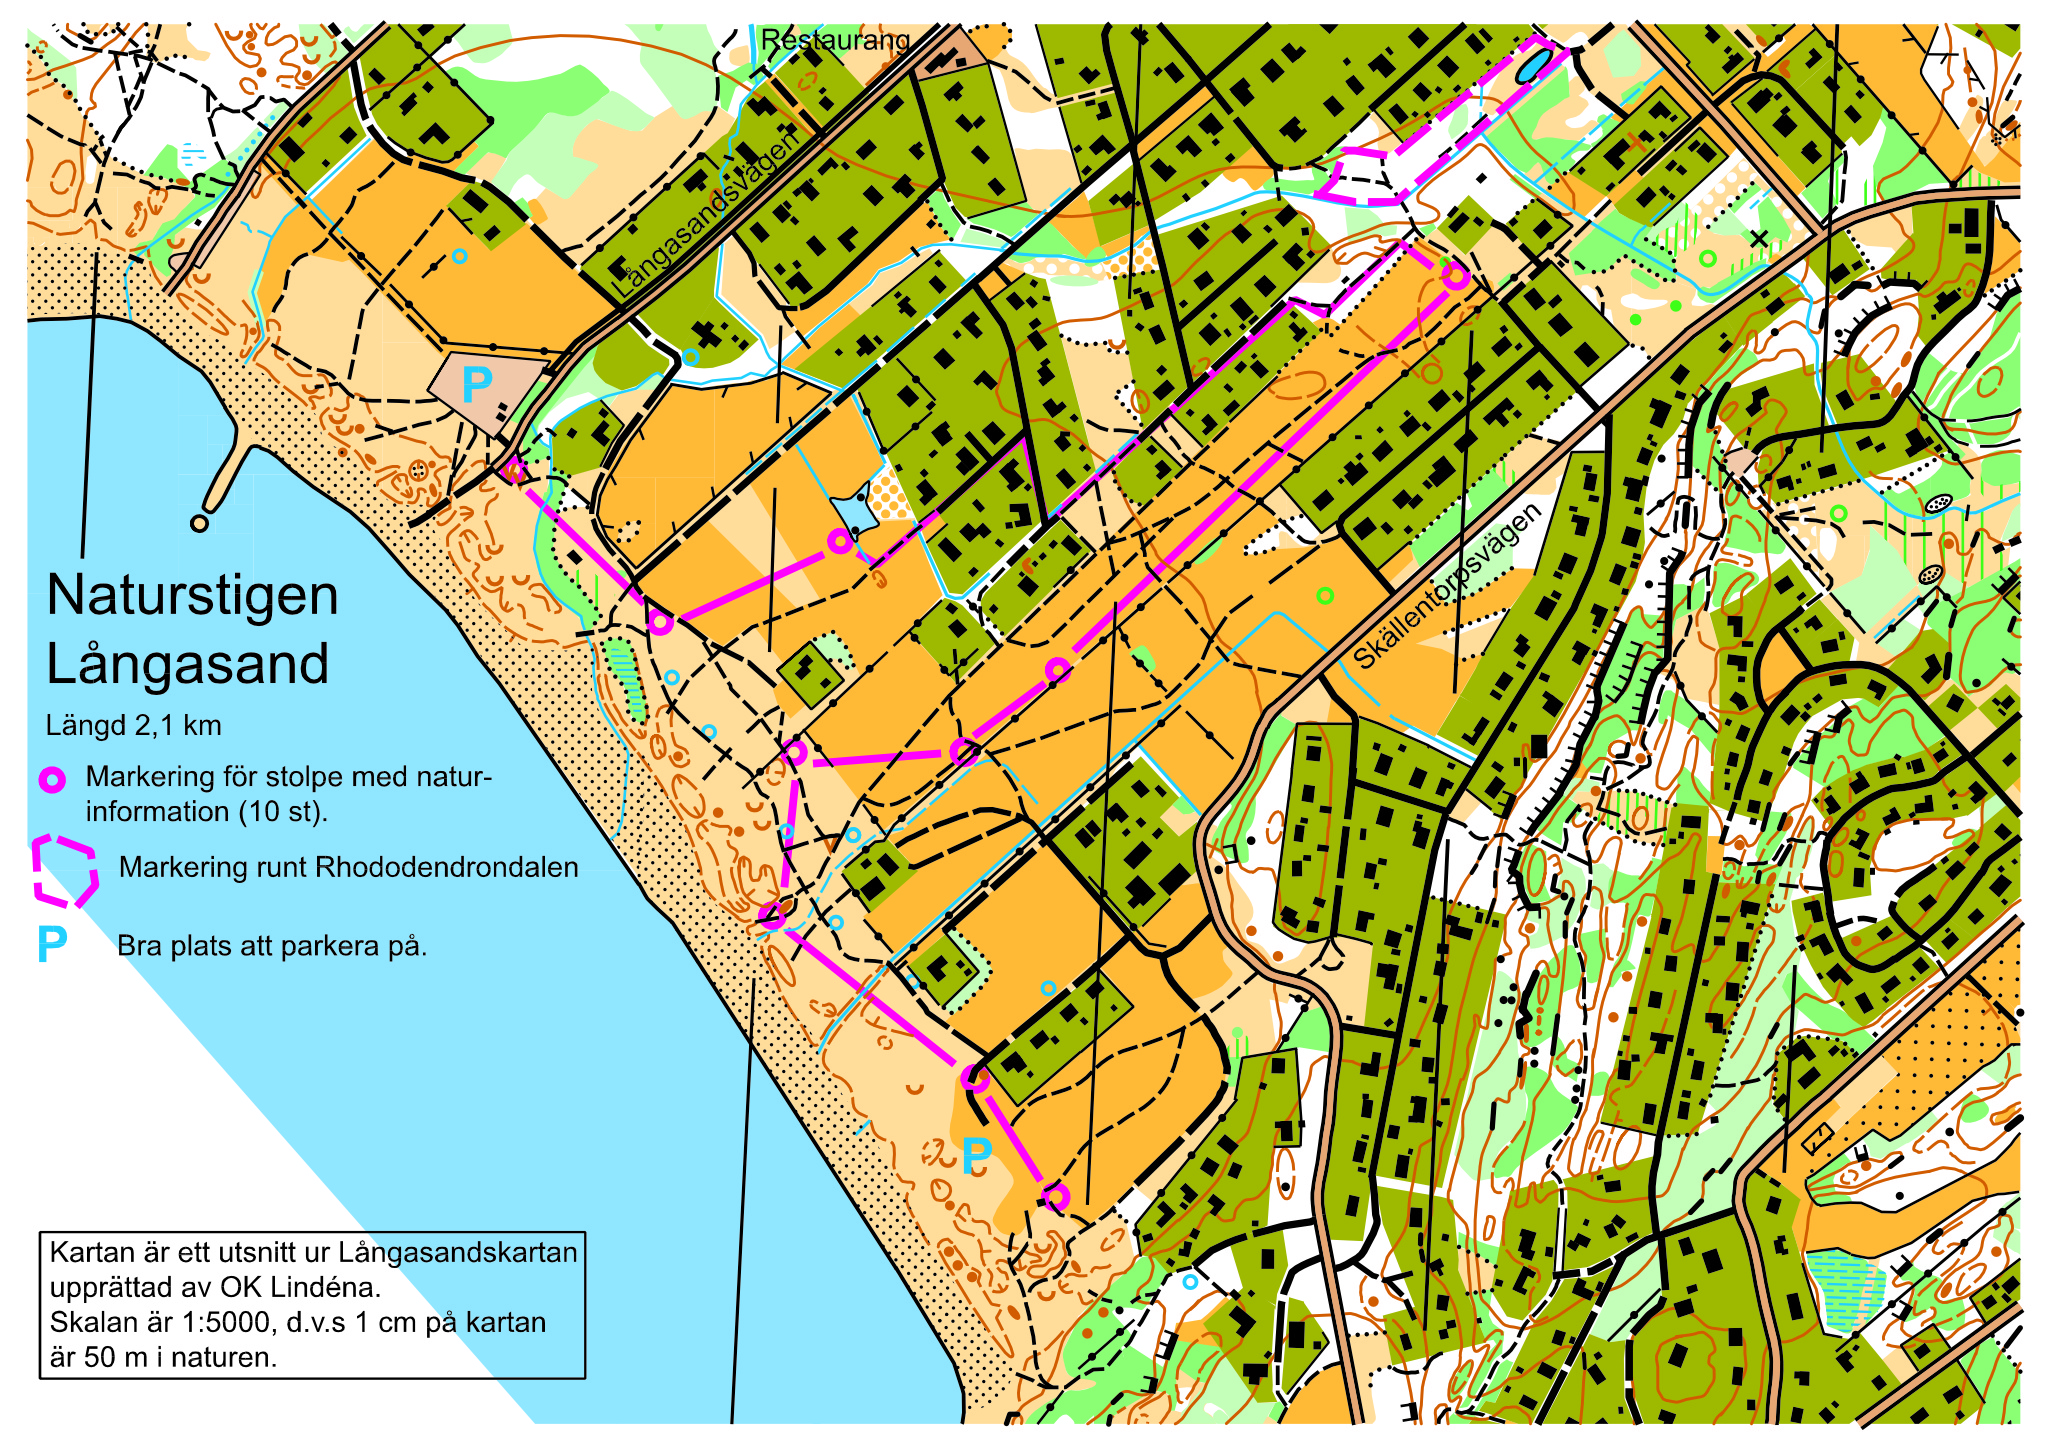 Restaurang
Långasandsvägen
P
Skällentorpsvägen
Naturstigen
Långasand
Längd 2,1 km
Markering för stolpe med natur-
information (10 st).
Markering runt Rhododendrondalen
P
Bra plats att parkera på.
P
Kartan är ett utsnitt ur Långasandskartan
upprättad av OK Lindéna.
Skalan är 1:5000, d.v.s 1 cm på kartan
är 50 m i naturen.